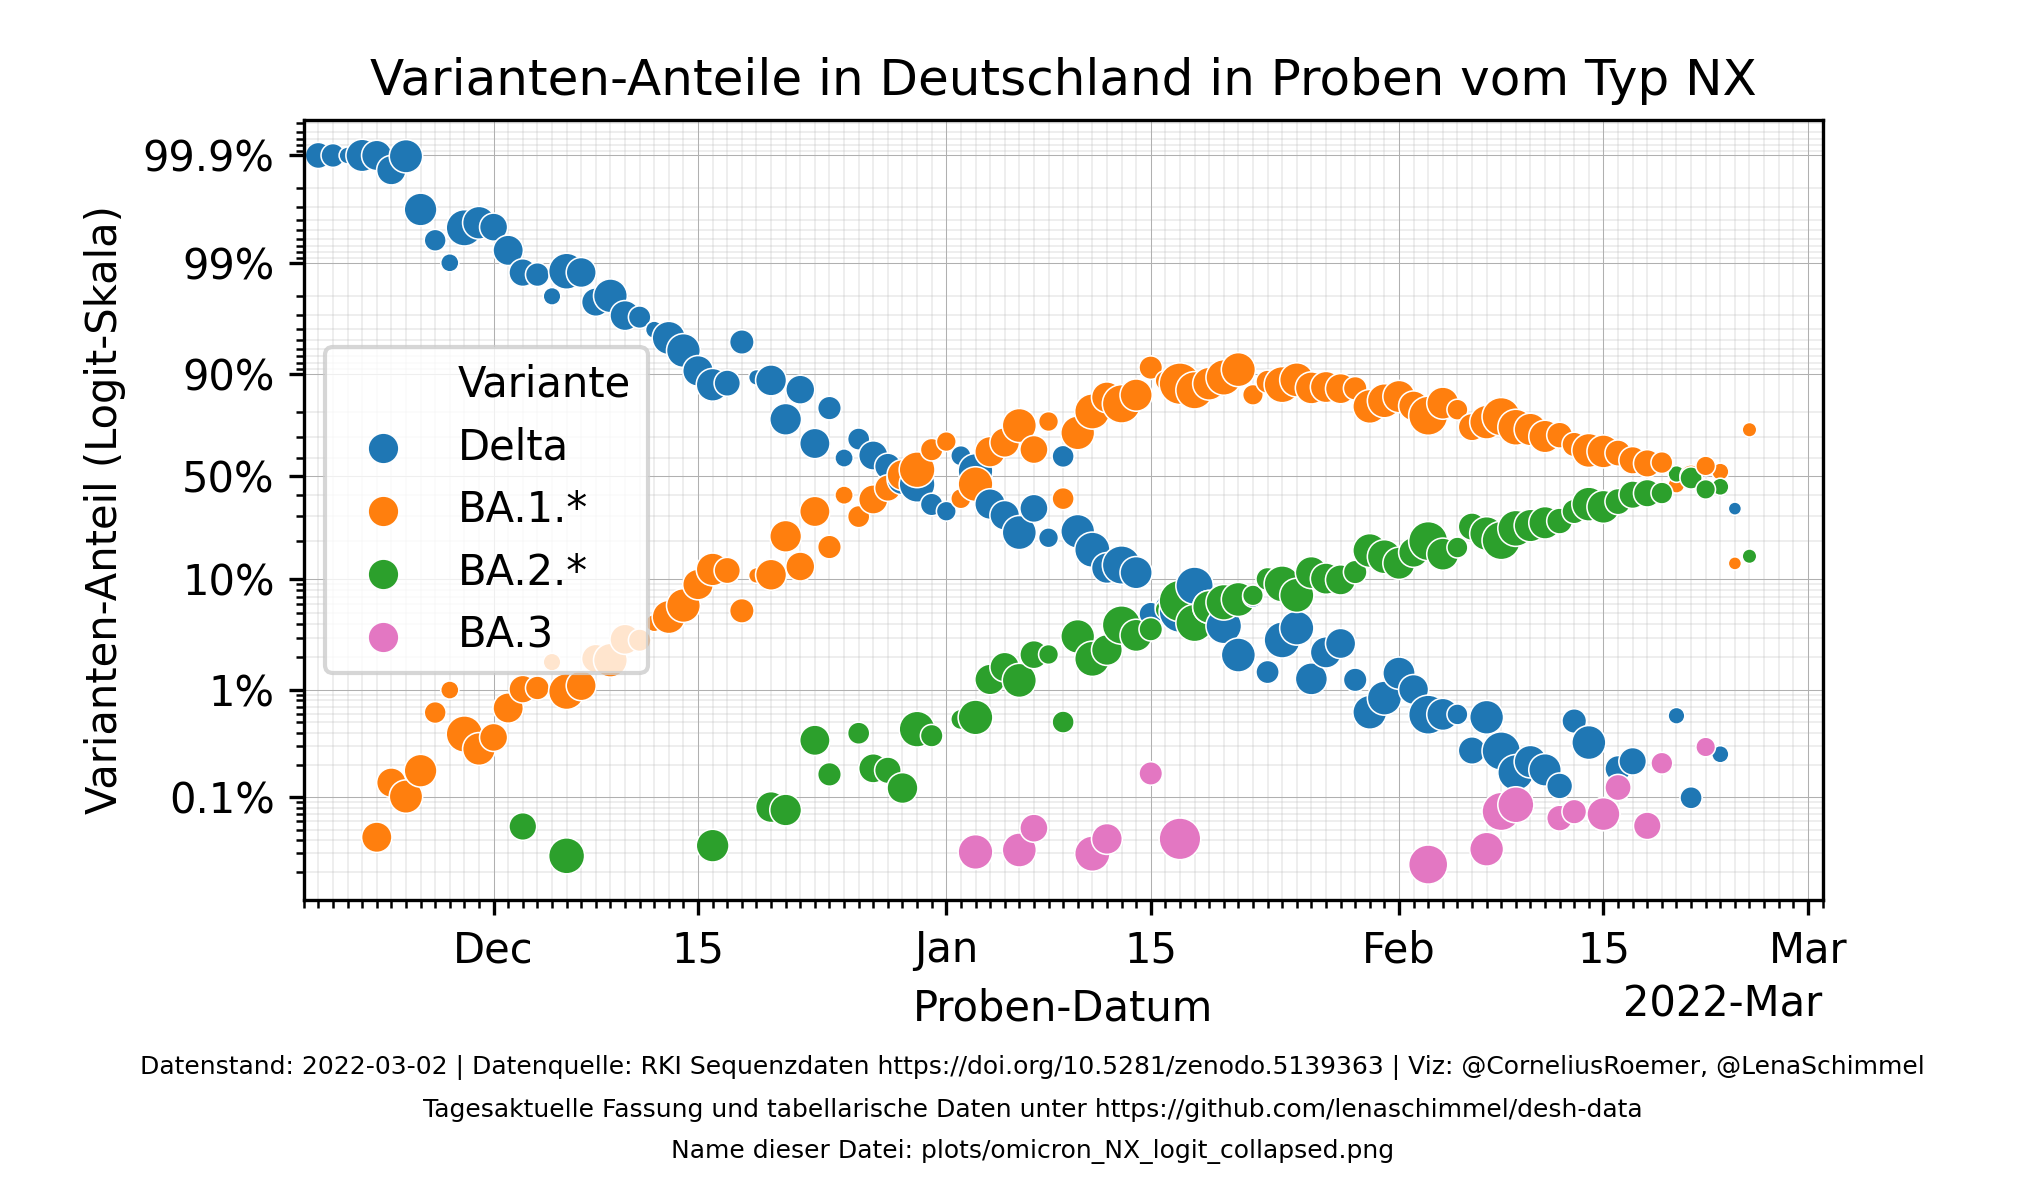 Varianten-Anteile in Deutschland in Proben vom Typ NX
Varianten-Anteil (Logit-Skala)
99.9%
99%
90%
50%
10%
1%
0.1%
Variante
Delta
BA.1.*
BA.2.*
BA.3
Dec 15 Jan 15 Feb 15 Mar
Proben-Datum
2022-Mar
Datenstand: 2022-03-02 | Datenquelle: RKI Sequenzdaten https://doi.org/10.5281/zenodo.5139363 | Viz: @CorneliusRoemer, @LenaSchimmel
Tagesaktuelle Fassung und tabellarische Daten unter https://github.com/lenaschimmel/desh-data
Name dieser Datei: plots/omicron_NX_logit_collapsed.png